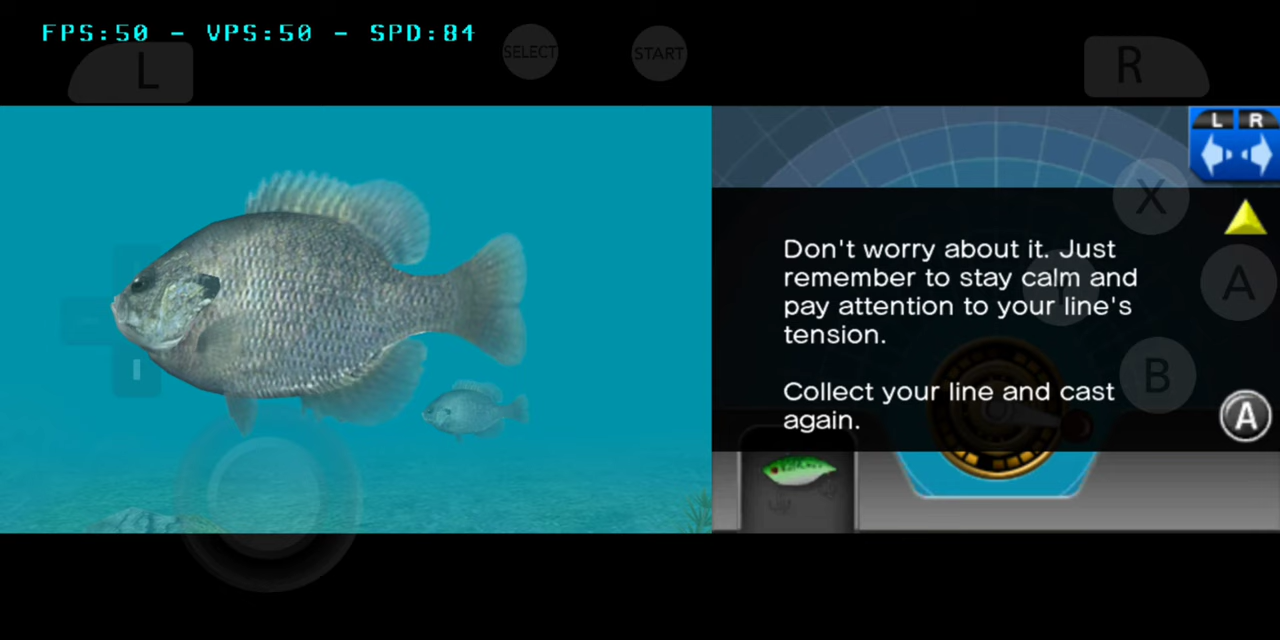 FPS:50 - VPS:50 - SPD:84
SELECT
START
L
R
L R
X
Don't worry about it. Just
remember to stay calm and
pay attention to your line's
tension.
A
Y
B
Collect your line and cast
again.
A